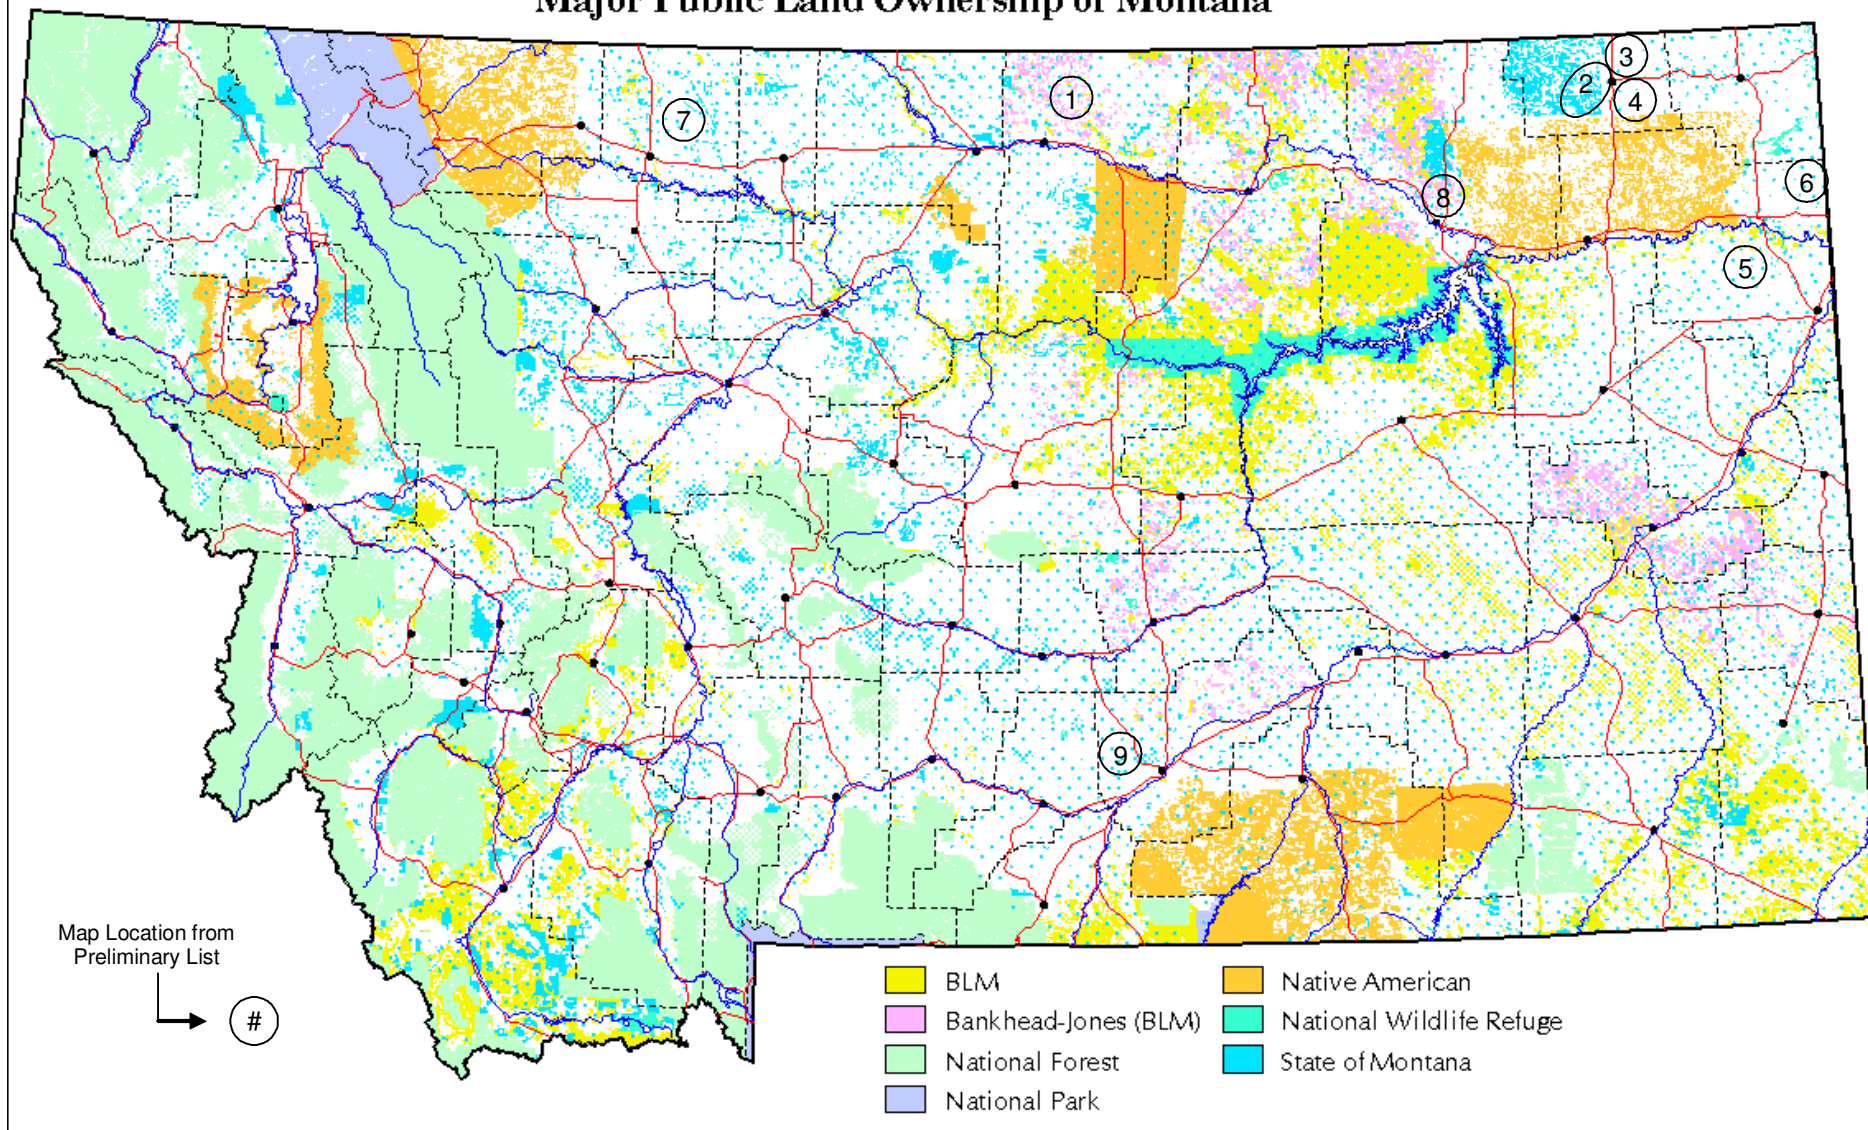 Major Public Land Ownership of Montana
3
2
4
1
7
6
8
5
9
Map Location from
Preliminary List
#
BLM
Bankhead-Jones (BLM)
National Forest
National Park
Native American
National Wildlife Refuge
State of Montana